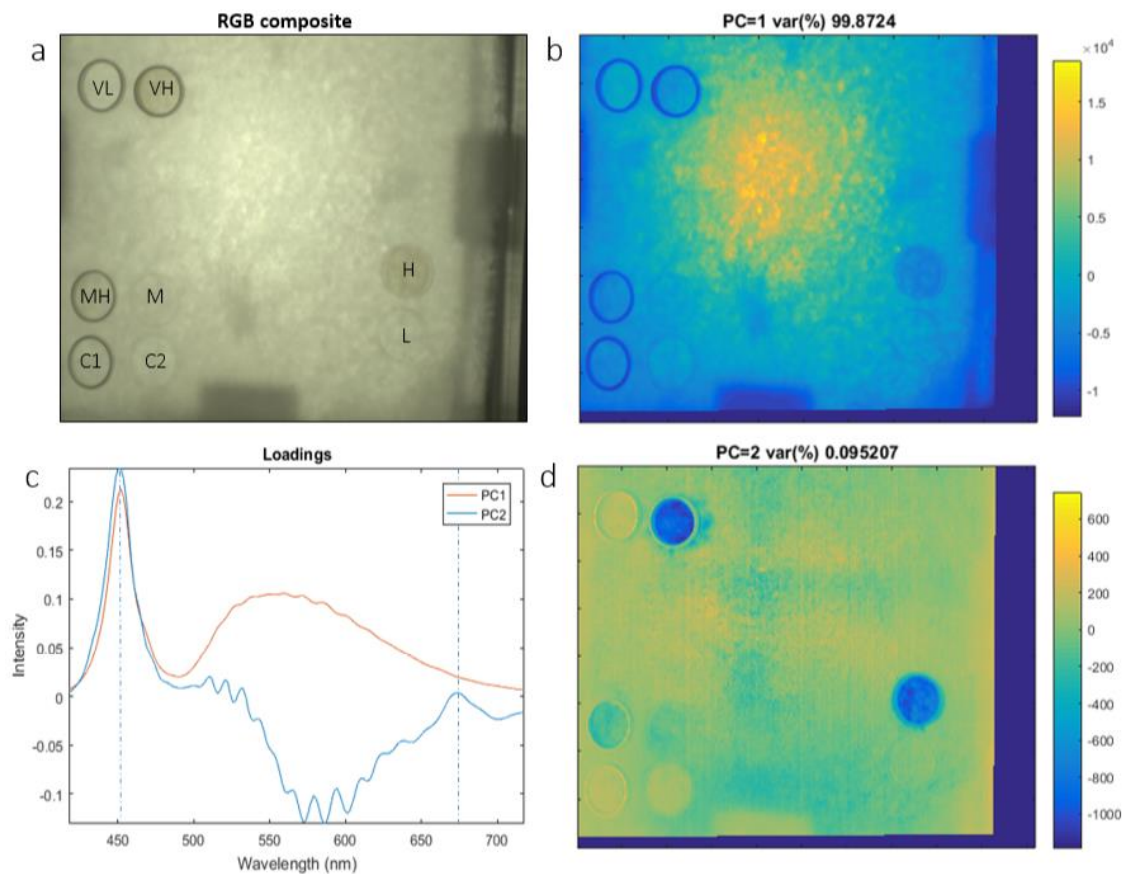 RGB composite
a
VL VH
H
MH M
L
C1 C2
PC=1 var(%) 99.8724
b
×10⁴
1.5
1
0.5
0
-0.5
-1
Loadings
c
PC1
PC2
0.2
0.15
0.1
0.05
0
-0.05
-0.1
Intensity
450 500 550 600 650 700
Wavelength (nm)
PC=2 var(%) 0.095207
d
600
400
200
0
-200
-400
-600
-800
-1000